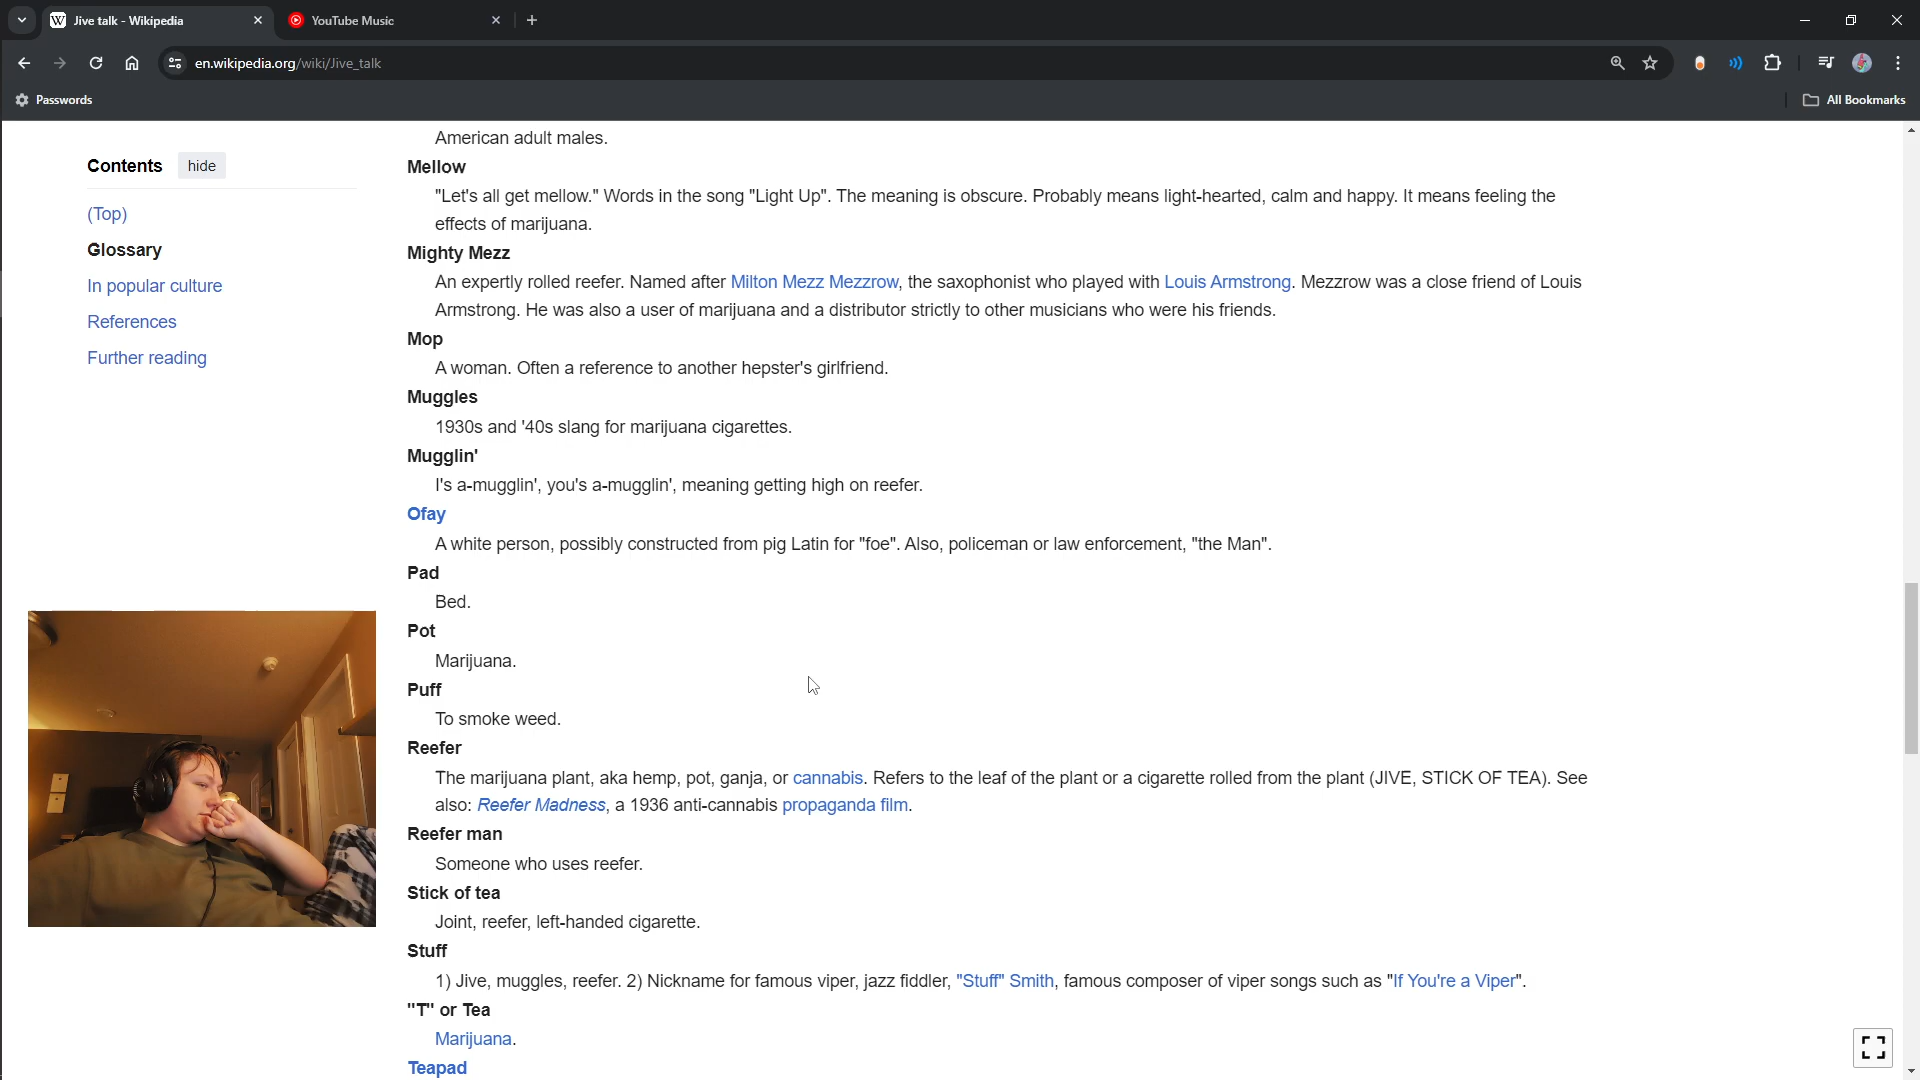 Jive talk - Wikipedia
YouTube Music
en.wikipedia.org/wiki/Jive_talk
Passwords
All Bookmarks
Contents hide
(Top)
Glossary
In popular culture
References
Further reading
American adult males.
Mellow
"Let's all get mellow." Words in the song "Light Up". The meaning is obscure. Probably means light-hearted, calm and happy. It means feeling the
effects of marijuana.
Mighty Mezz
An expertly rolled reefer. Named after Milton Mezz Mezzrow, the saxophonist who played with Louis Armstrong. Mezzrow was a close friend of Louis
Armstrong. He was also a user of marijuana and a distributor strictly to other musicians who were his friends.
Mop
A woman. Often a reference to another hepster's girlfriend.
Muggles
1930s and '40s slang for marijuana cigarettes.
Mugglin'
I's a-mugglin', you's a-mugglin', meaning getting high on reefer.
Ofay
A white person, possibly constructed from pig Latin for "foe". Also, policeman or law enforcement, "the Man".
Pad
Bed.
Pot
Marijuana.
Puff
To smoke weed.
Reefer
The marijuana plant, aka hemp, pot, ganja, or cannabis. Refers to the leaf of the plant or a cigarette rolled from the plant (JIVE, STICK OF TEA). See
also: Reefer Madness, a 1936 anti-cannabis propaganda film.
Reefer man
Someone who uses reefer.
Stick of tea
Joint, reefer, left-handed cigarette.
Stuff
1) Jive, muggles, reefer. 2) Nickname for famous viper, jazz fiddler, "Stuff" Smith, famous composer of viper songs such as "If You're a Viper".
"T" or Tea
Marijuana.
Teapad